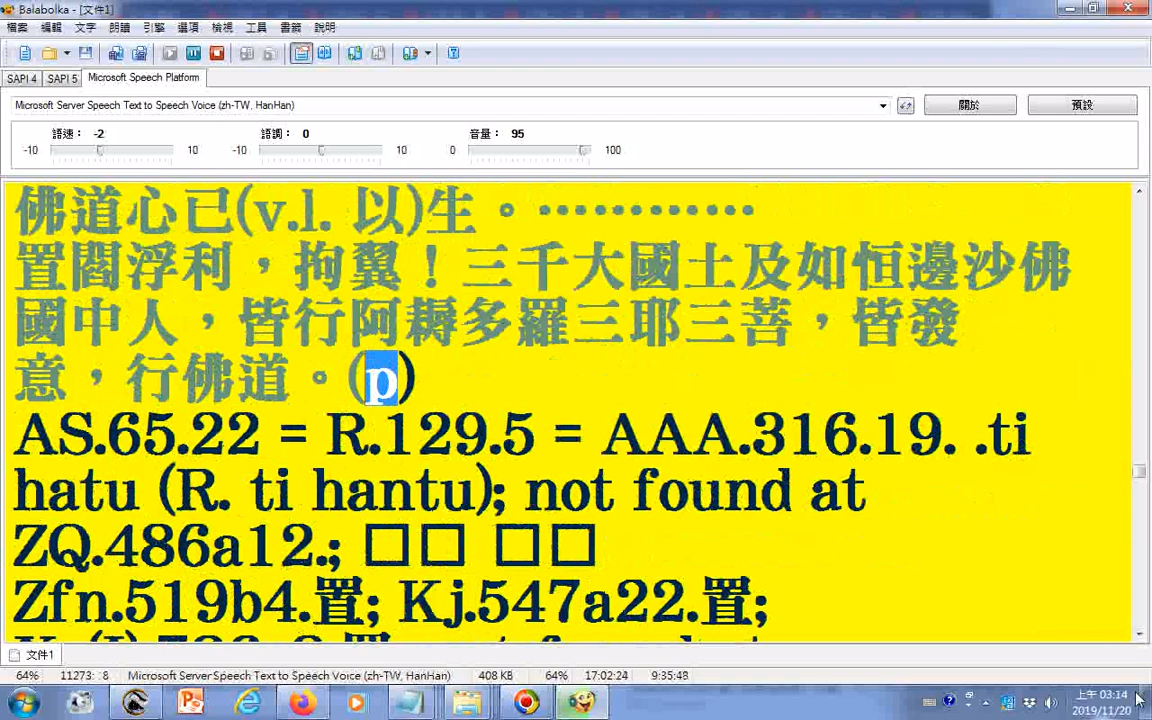 Balabolka - [文件1]
檔案 編輯 文字 朗讀 引擎 選項 檢視 工具 書籤 說明
SAPI 4 SAPI 5 Microsoft Speech Platform
Microsoft Server Speech Text to Speech Voice (zh-TW, HanHan) 關於 預設
語速： -2 語調： 0 音量： 95
-10 10 -10 10 0 100
佛道心已(v.l. 以)生。…………
置閻浮利，拘翼！三千大國土及如恒邊沙佛
國中人，皆行阿耨多羅三耶三菩，皆發
意，行佛道。(p)
AS.65.22 = R.129.5 = AAA.316.19. .ti
hatu (R. ti hantu); not found at
ZQ.486a12.; □□ □□
Zfn.519b4.置; Kj.547a22.置;
文件1
64% 11273: 8 Microsoft Server Speech Text to Speech Voice (zh-TW, HanHan) 408 KB 64% 17:02:24 9:35:48
上午 03:14
2019/11/20